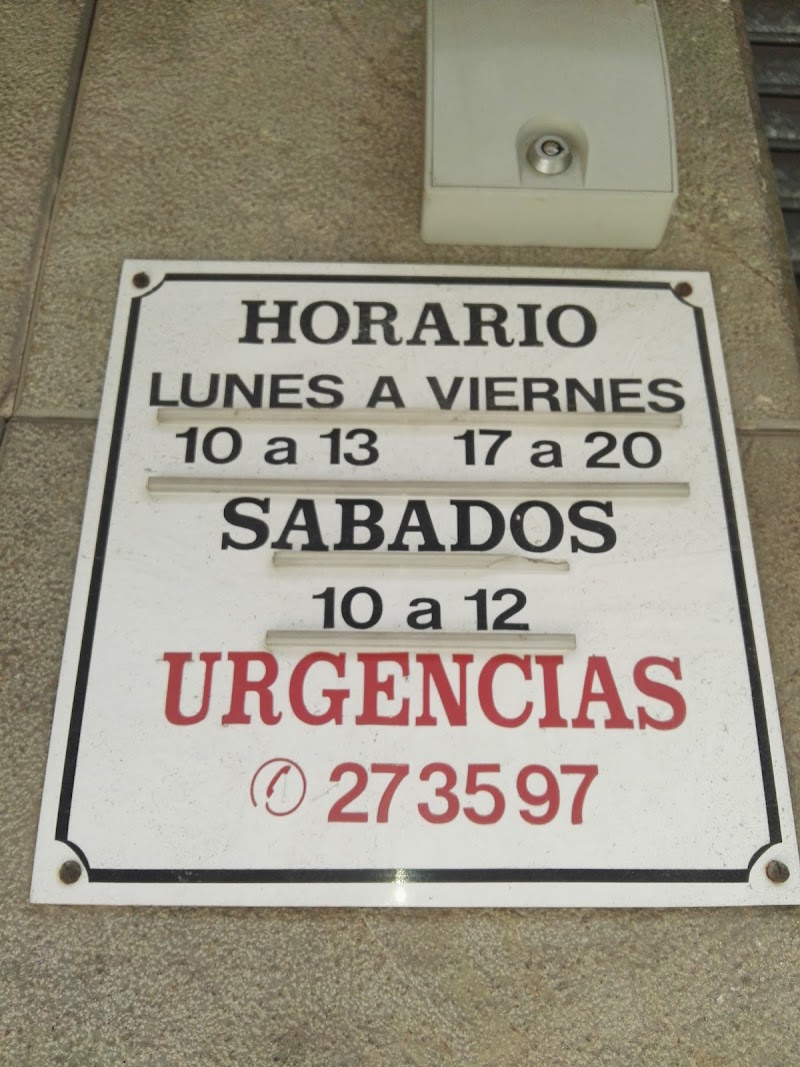 HORARIO
LUNES A VIERNES
10 a 13 17 a 20
SABADOS
10 a 12
URGENCIAS
273597